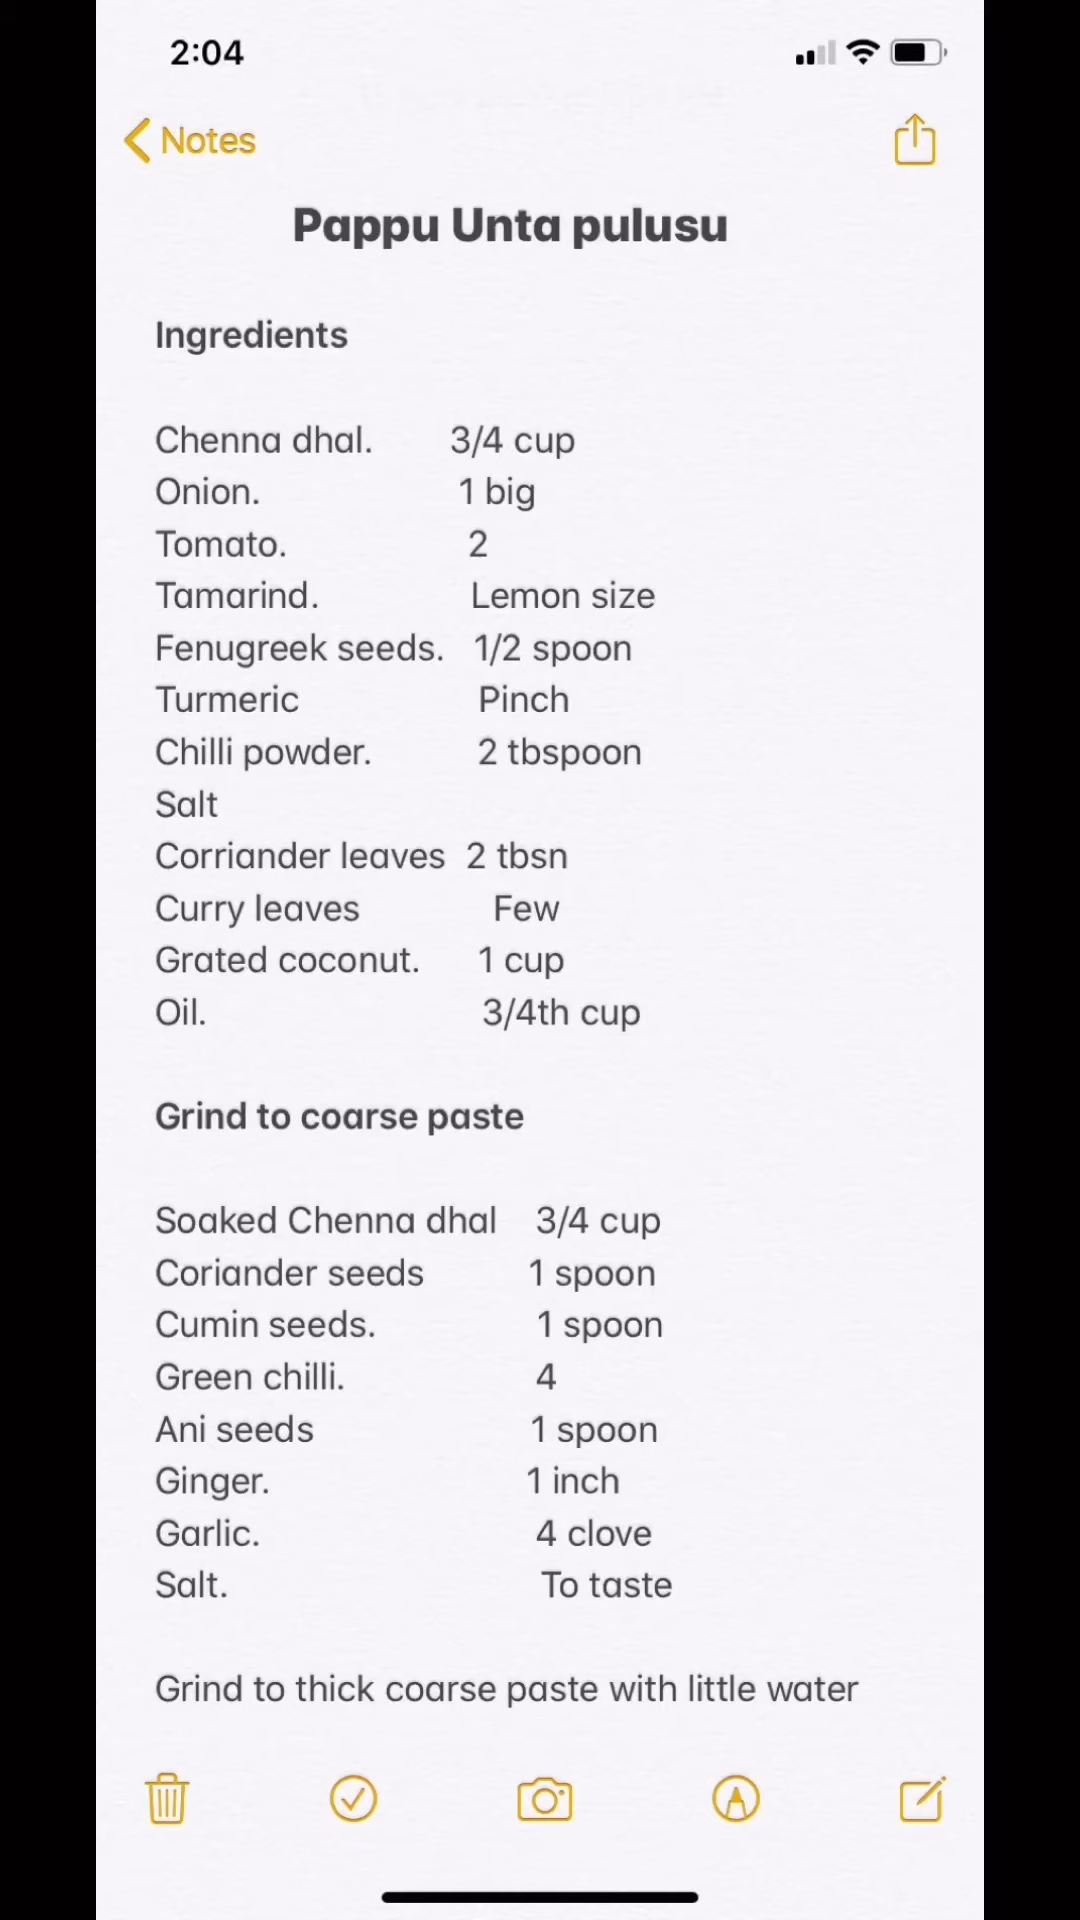 2:04
Notes
Pappu Unta pulusu
Ingredients
Chenna dhal. 3/4 cup
Onion. 1 big
Tomato. 2
Tamarind. Lemon size
Fenugreek seeds. 1/2 spoon
Turmeric Pinch
Chilli powder. 2 tbspoon
Salt
Corriander leaves 2 tbsn
Curry leaves Few
Grated coconut. 1 cup
Oil. 3/4th cup
Grind to coarse paste
Soaked Chenna dhal 3/4 cup
Coriander seeds 1 spoon
Cumin seeds. 1 spoon
Green chilli. 4
Ani seeds 1 spoon
Ginger. 1 inch
Garlic. 4 clove
Salt. To taste
Grind to thick coarse paste with little water